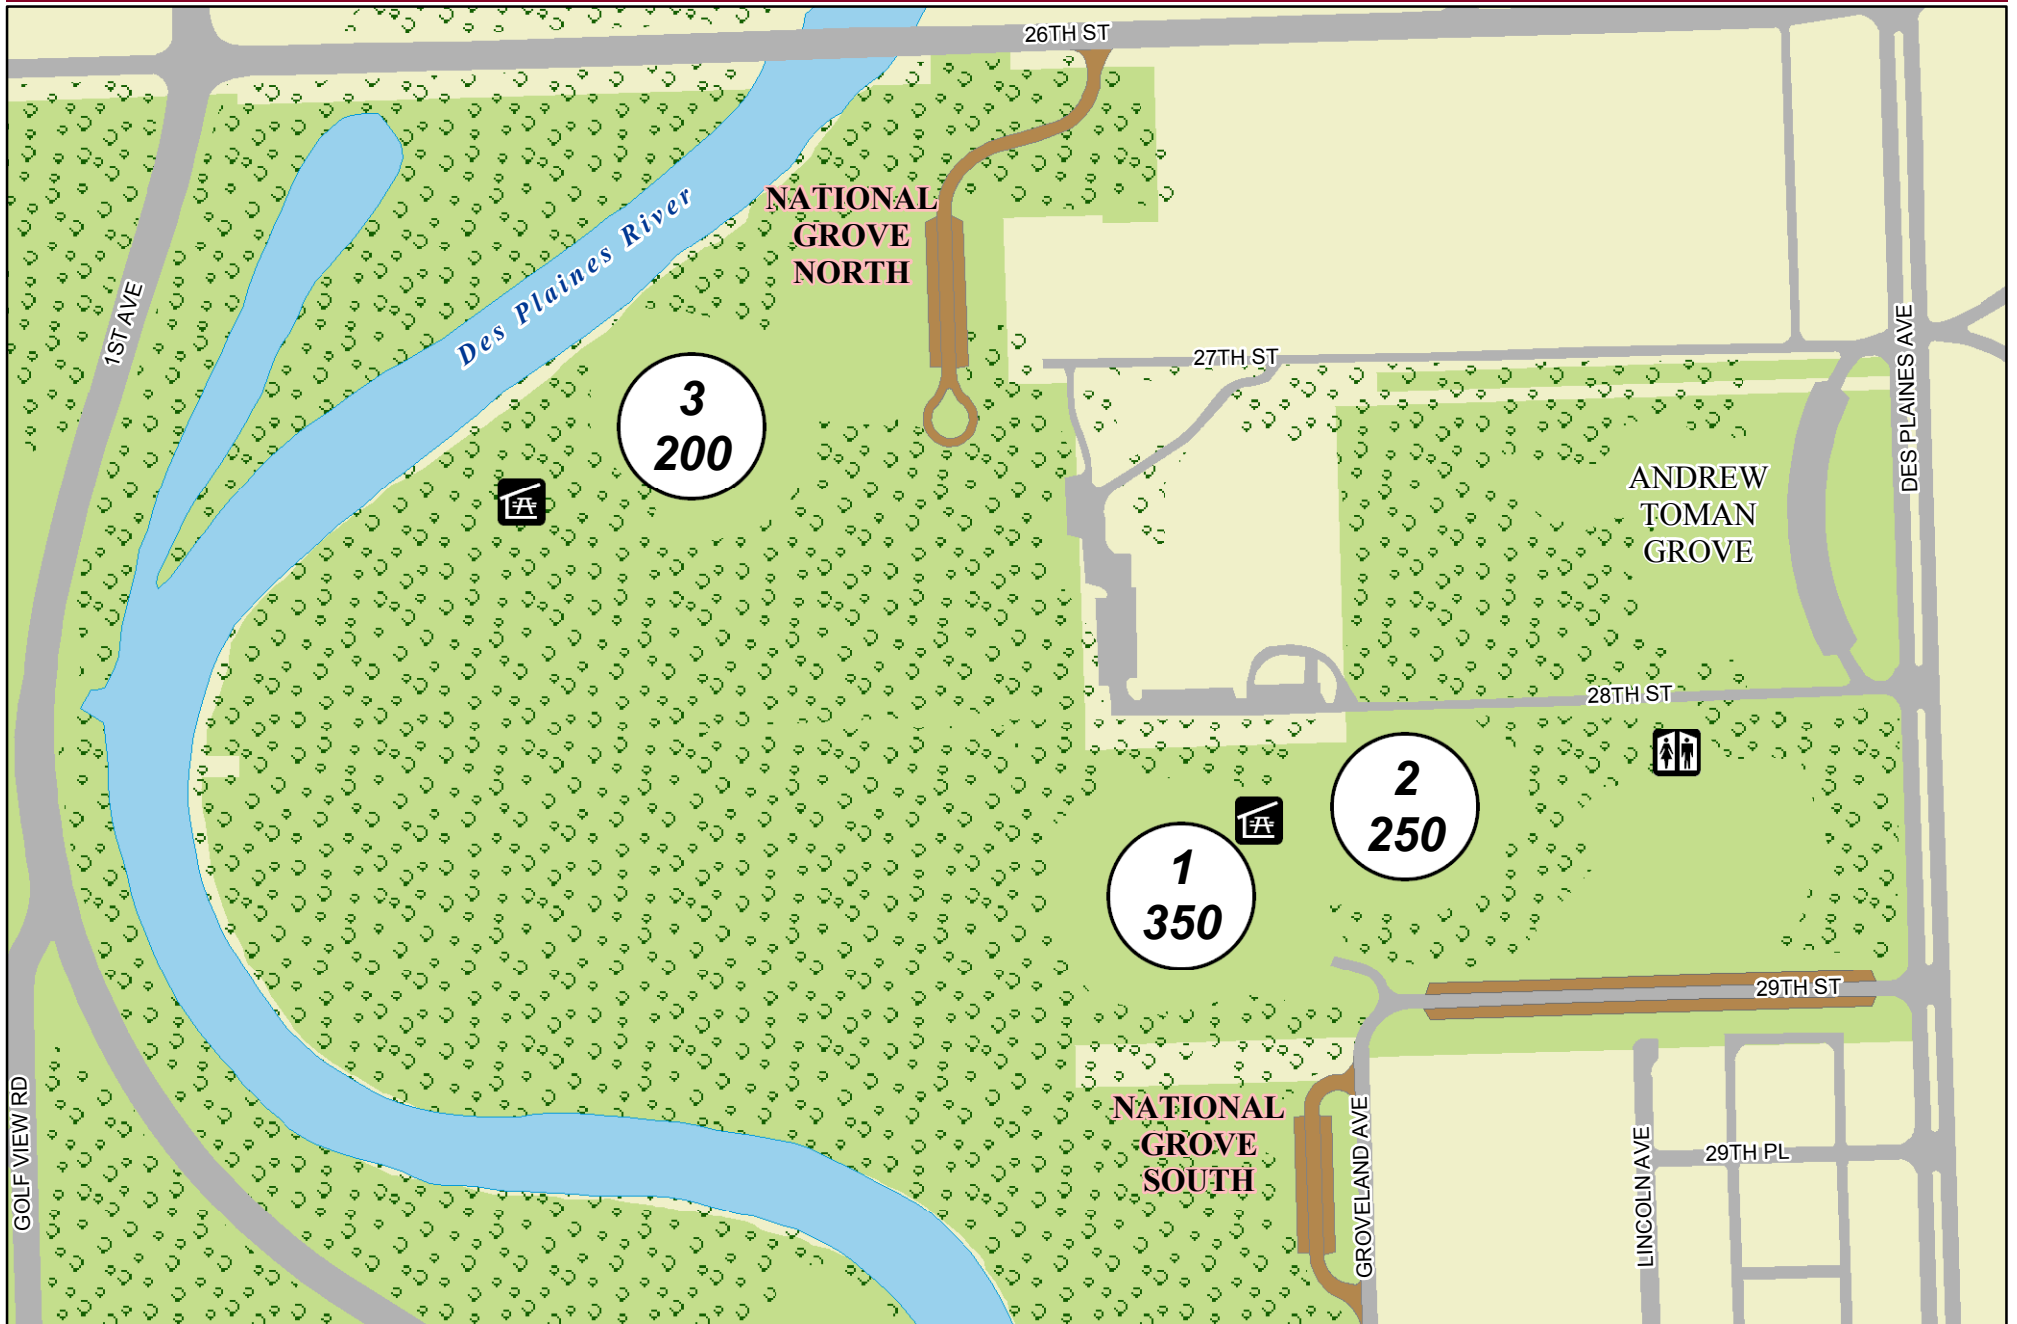 26TH ST
NATIONAL
GROVE
NORTH
Des Plaines River
1ST AVE
27TH ST
DES PLAINES AVE
3
200
ANDREW
TOMAN
GROVE
28TH ST
2
250
1
350
29TH ST
NATIONAL
GROVE
SOUTH
GOLF VIEW RD
GROVELAND AVE
LINCOLN AVE
29TH PL